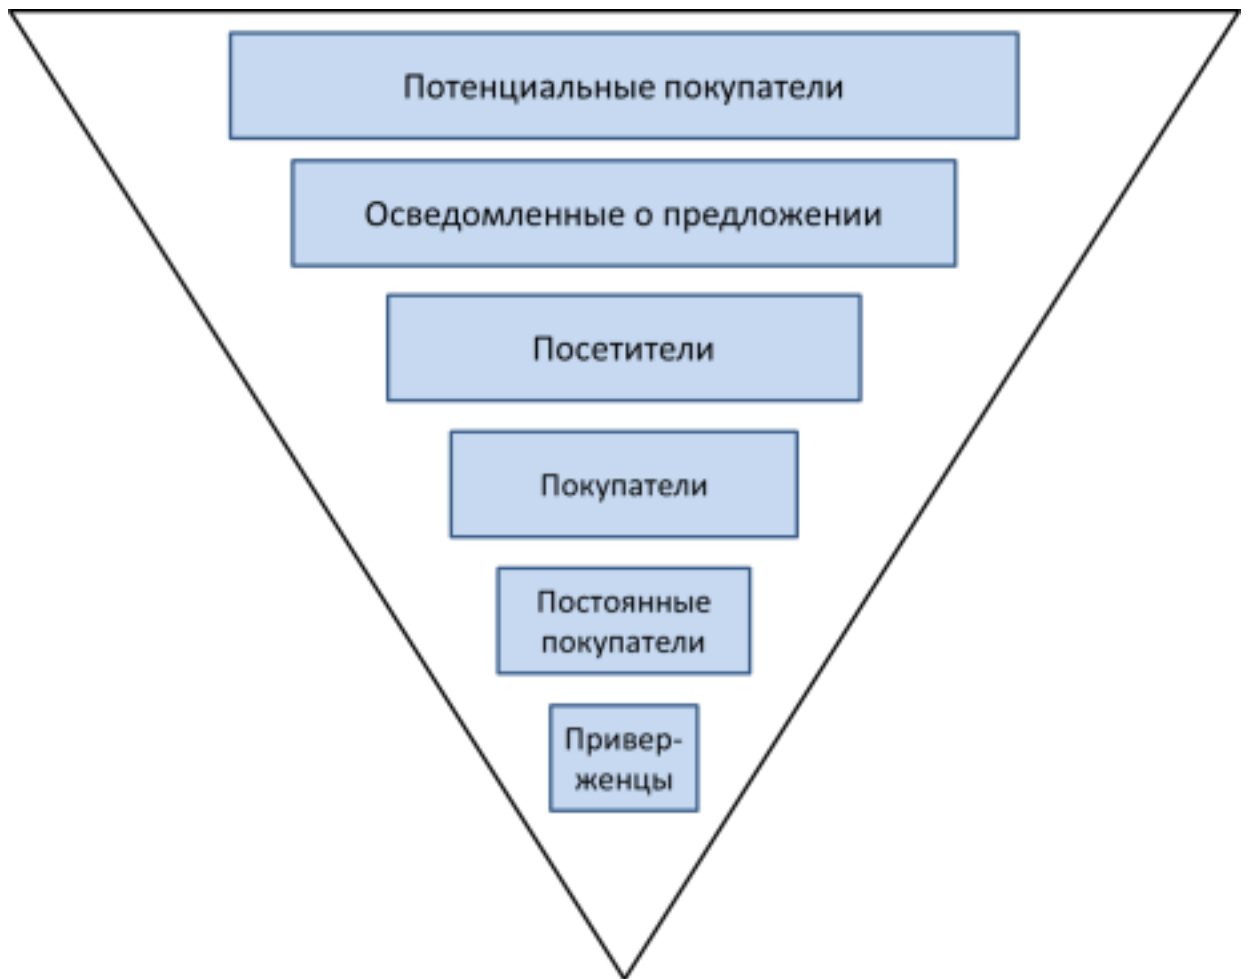 Потенциальные покупатели
Осведомленные о предложении
Посетители
Покупатели
Постоянные
покупатели
Привер-
женцы